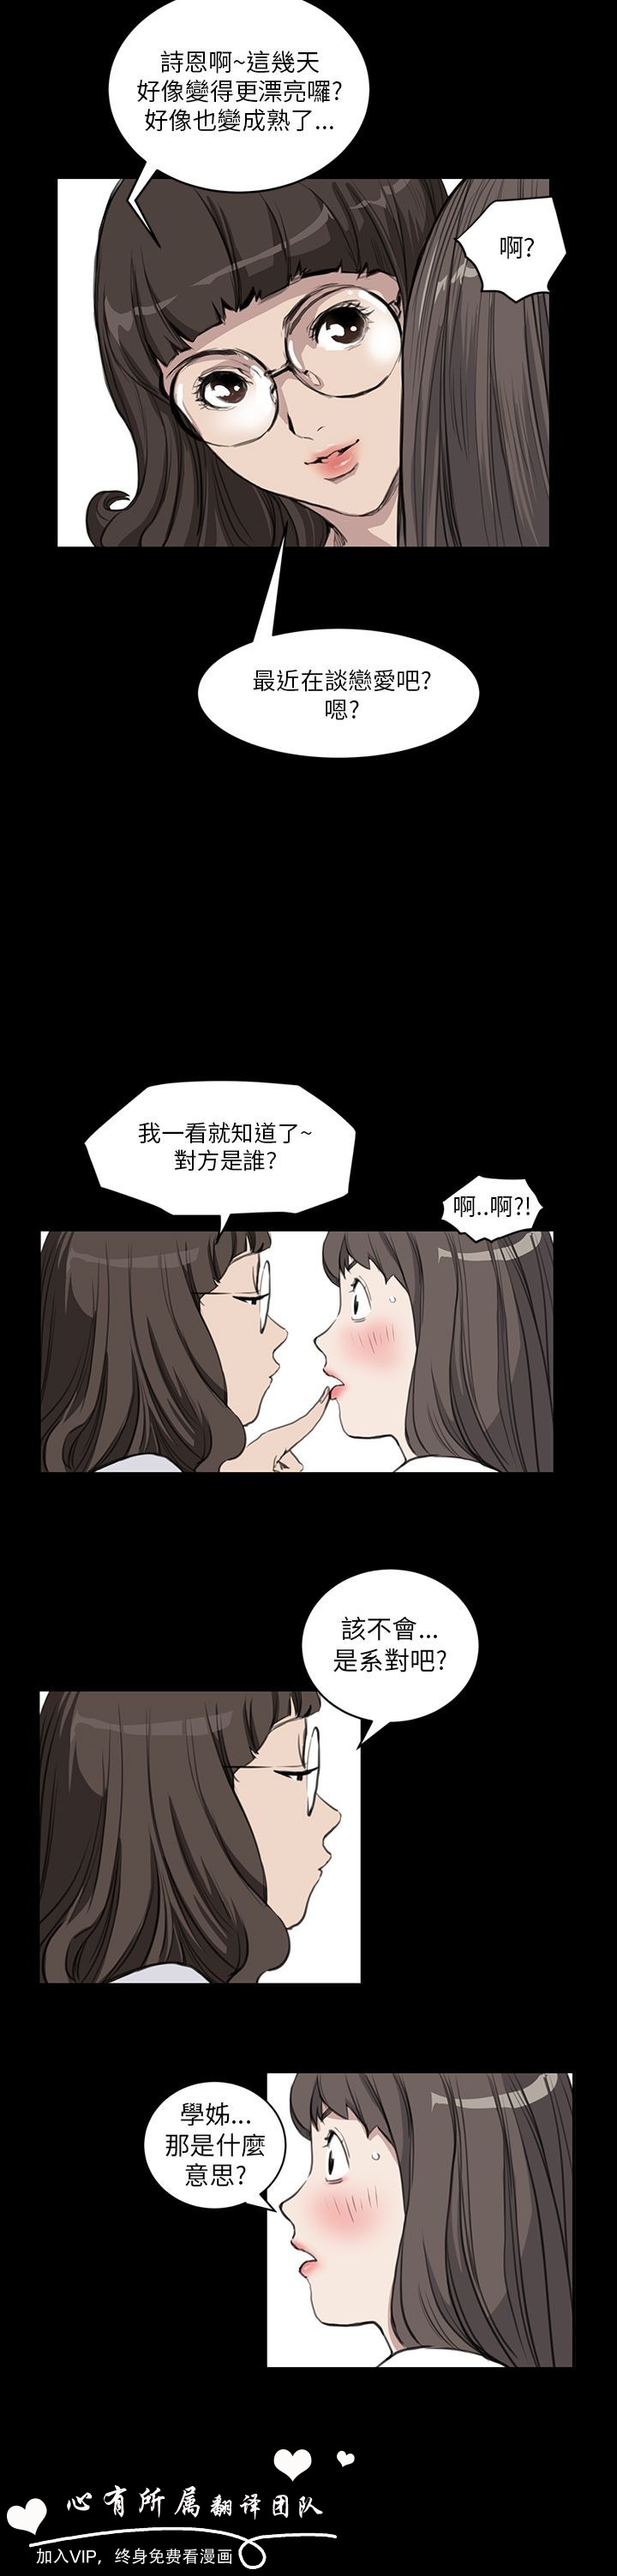 詩恩啊~這幾天
好像變得更漂亮囉?
好像也變成熟了...
啊?
最近在談戀愛吧?
嗯?
我一看就知道了~
對方是誰?
啊..啊?!
該不會...
是系對吧?
學姊...
那是什麼
意思?
心有所属翻译团队
加入VIP，终身免费看漫画